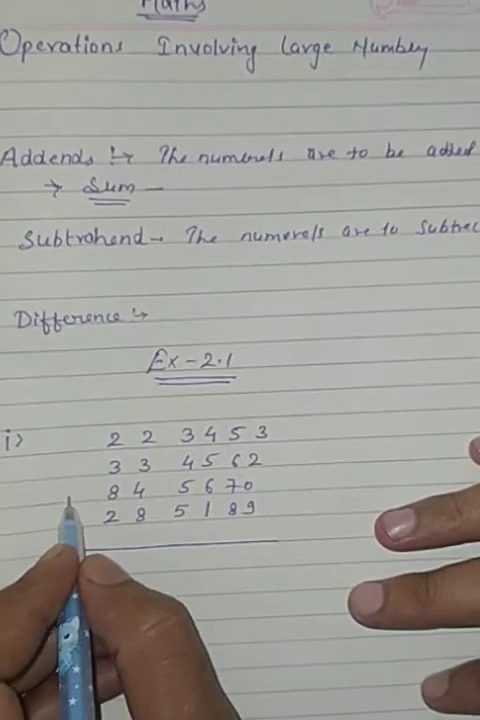 Maths
Operations Involving Large Number
Addends :→ The numerals are to be added
→ Sum –
Subtrahend → The numerals are to Subtrac
Difference :→
Ex-2.1
i> 2 2 3 4 5 3
3 3 4 5 6 2
8 4 5 6 7 0
2 8 5 1 8 9